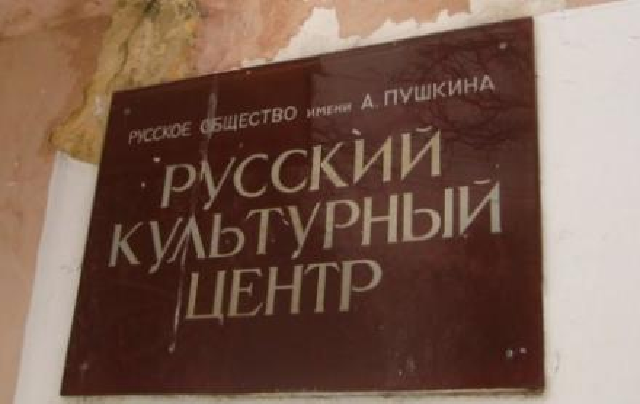 РУССКОЕ ОБЩЕСТВО ИМЕНИ А. ПУШКИНА
РУССКИЙ
КУЛЬТУРНЫЙ
ЦЕНТР